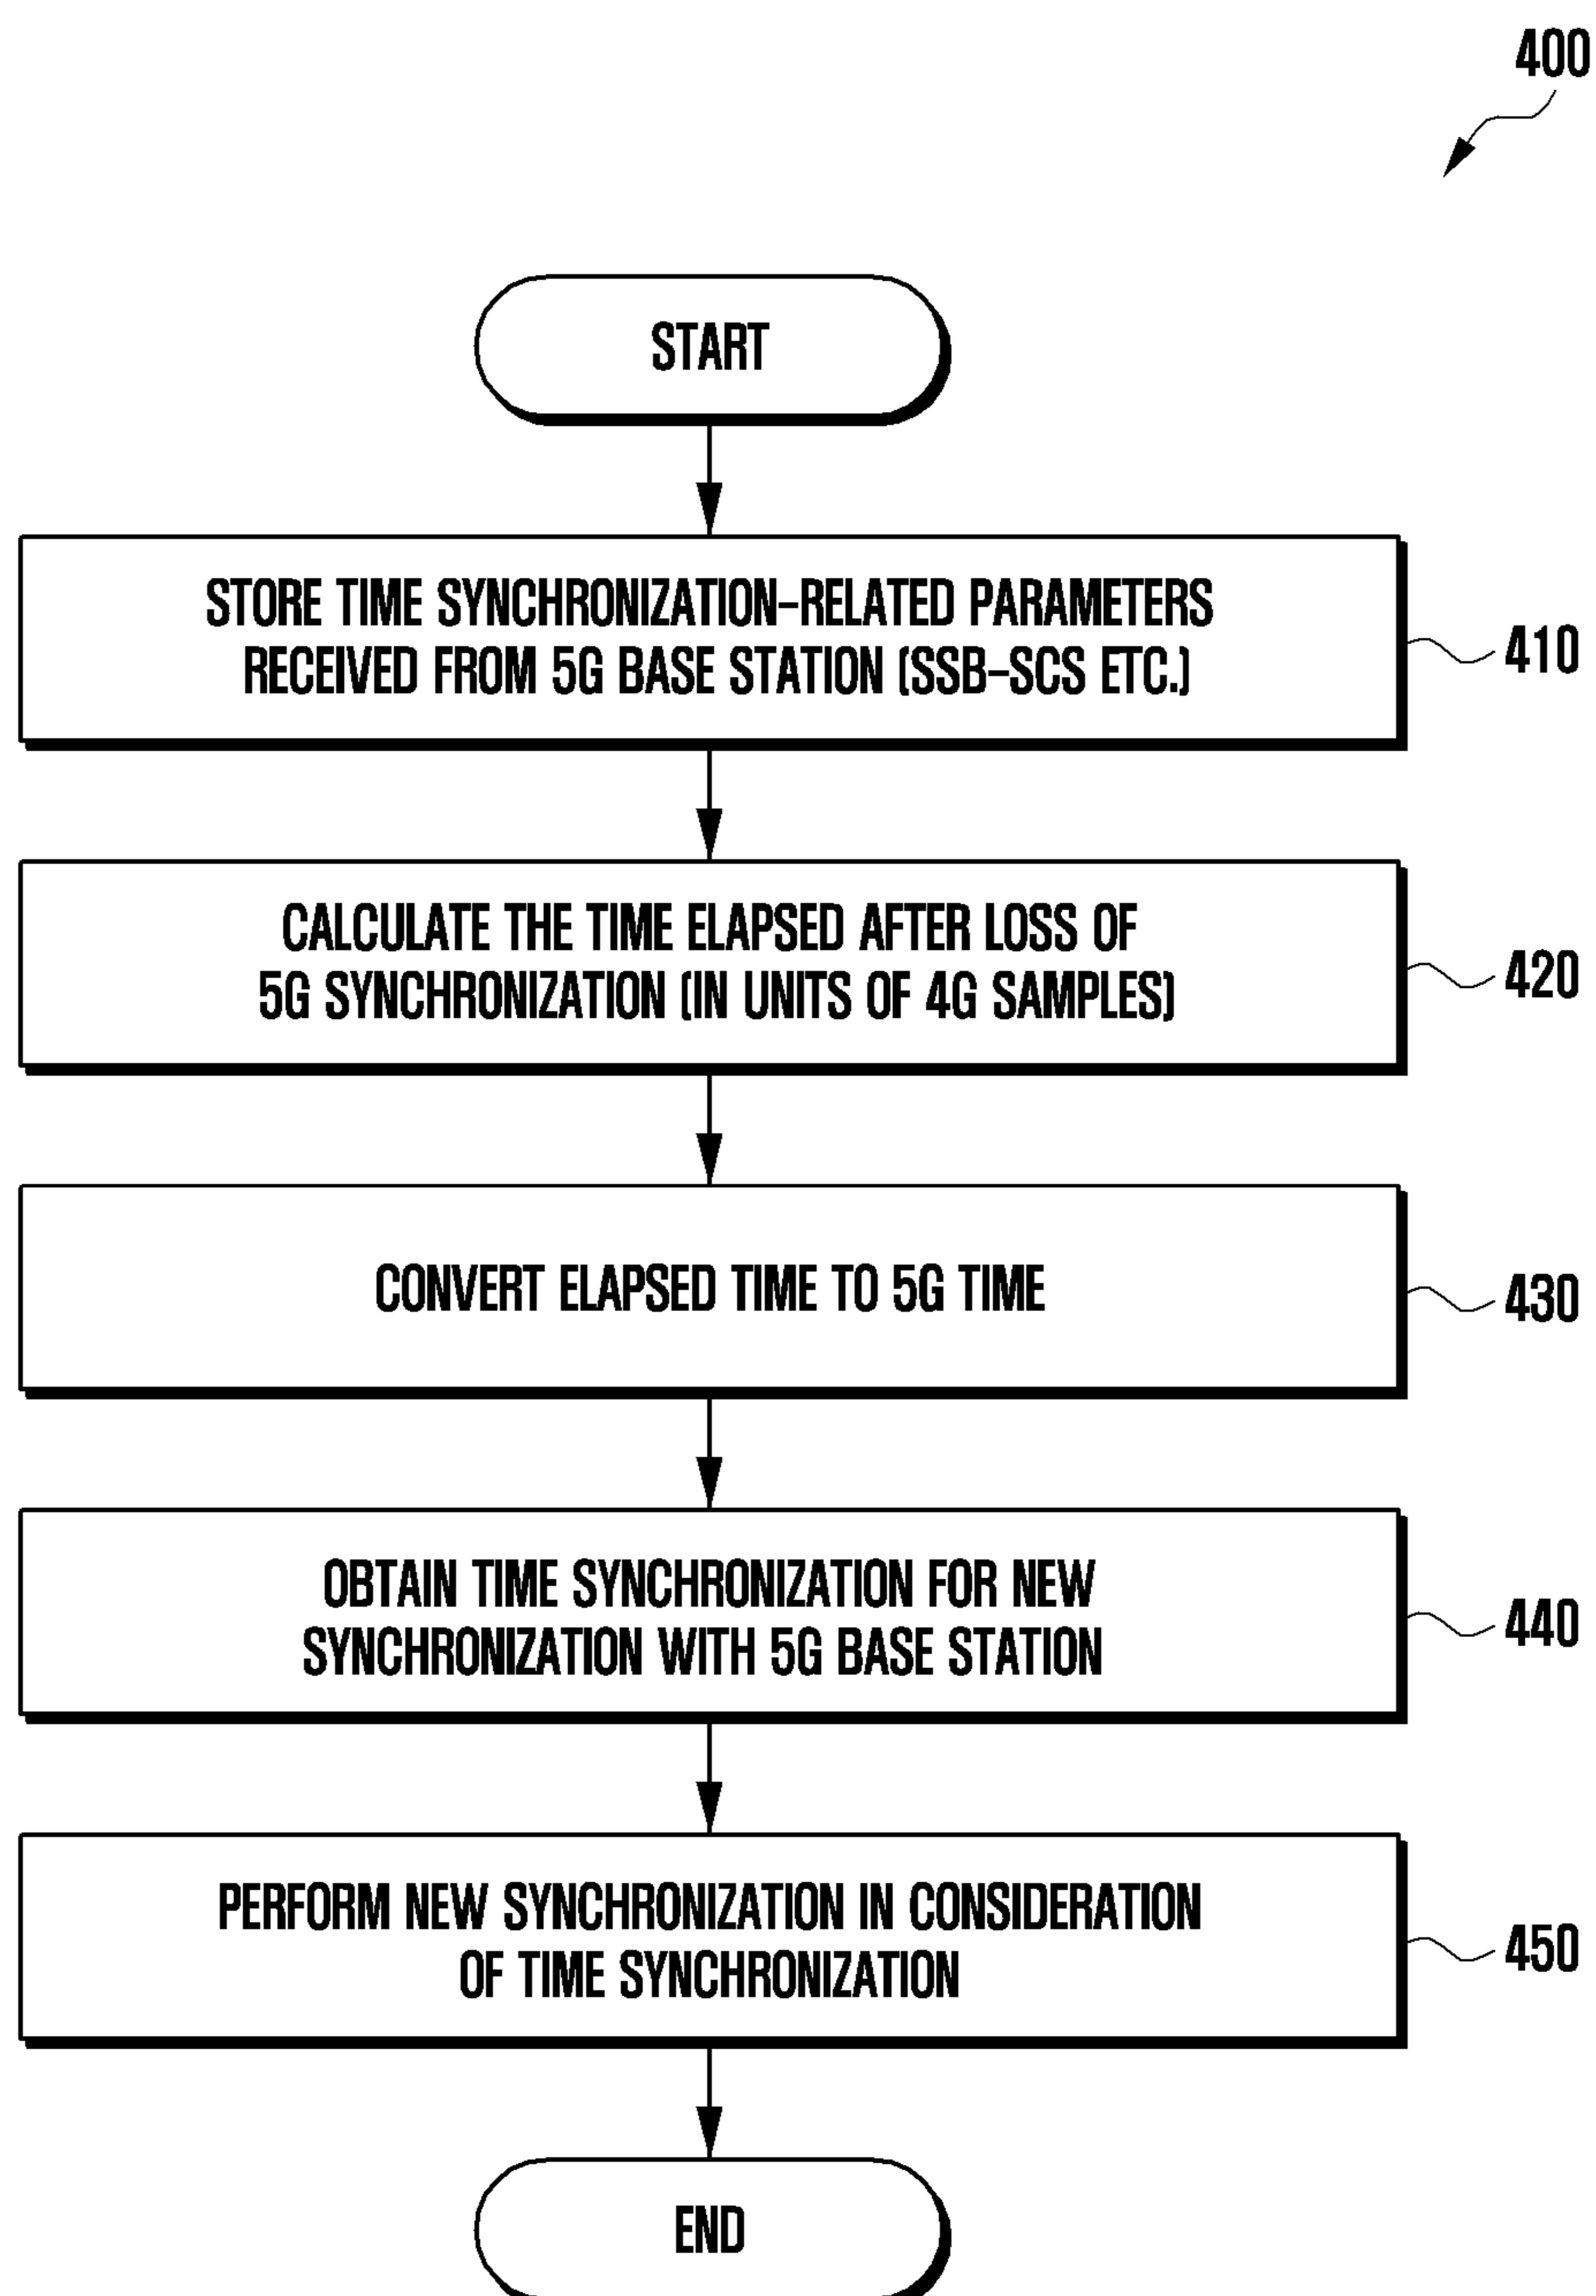 400
START
STORE TIME SYNCHRONIZATION-RELATED PARAMETERS
RECEIVED FROM 5G BASE STATION (SSB-SCS ETC.)
410
CALCULATE THE TIME ELAPSED AFTER LOSS OF
5G SYNCHRONIZATION (IN UNITS OF 4G SAMPLES)
420
CONVERT ELAPSED TIME TO 5G TIME
430
OBTAIN TIME SYNCHRONIZATION FOR NEW
SYNCHRONIZATION WITH 5G BASE STATION
440
PERFORM NEW SYNCHRONIZATION IN CONSIDERATION
OF TIME SYNCHRONIZATION
450
END